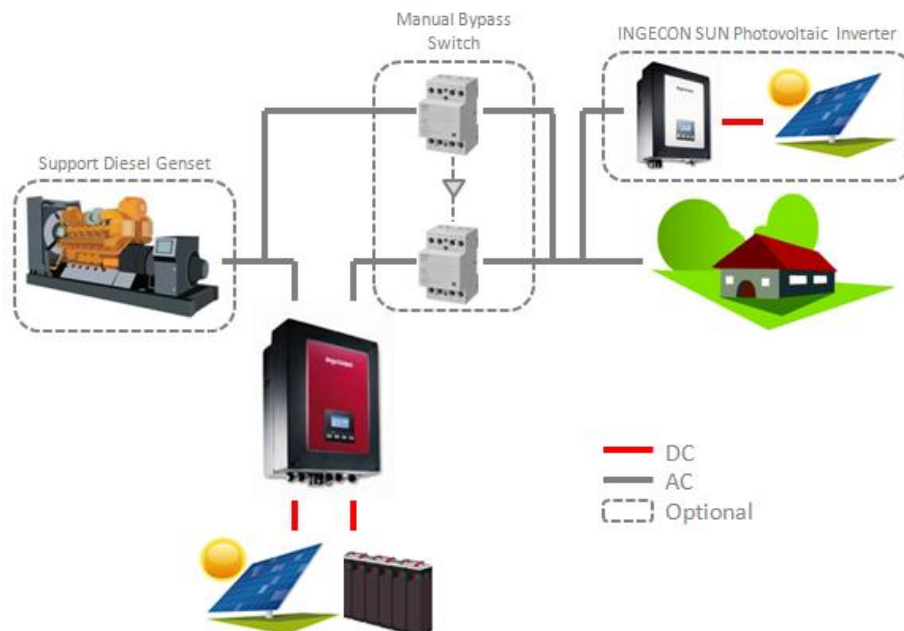 Manual Bypass
Switch
INGECON SUN Photovoltaic Inverter
Support Diesel Genset
DC
AC
Optional